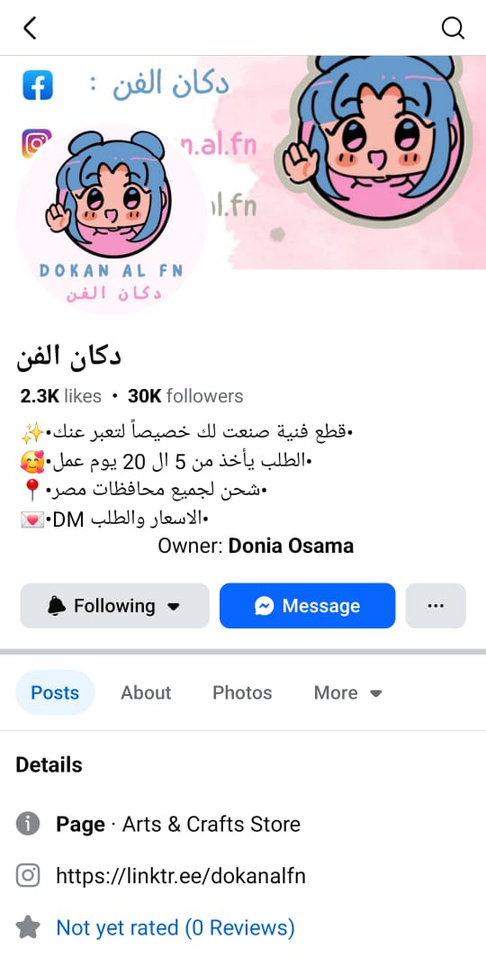 دكان الفن :
n.al.fn
l.fn
DOKAN AL FN
دكان الفن
دكان الفن
2.3K likes • 30K followers
✨•قطع فنية صنعت لك خصيصاً لتعبر عنك•
🥰•الطلب يأخذ من 5 ال 20 يوم عمل•
📍•شحن لجميع محافظات مصر•
💌•الاسعار والطلب DM•
Owner: Donia Osama
Following
Message
Posts
About
Photos
More
Details
Page · Arts & Crafts Store
https://linktr.ee/dokanalfn
Not yet rated (0 Reviews)